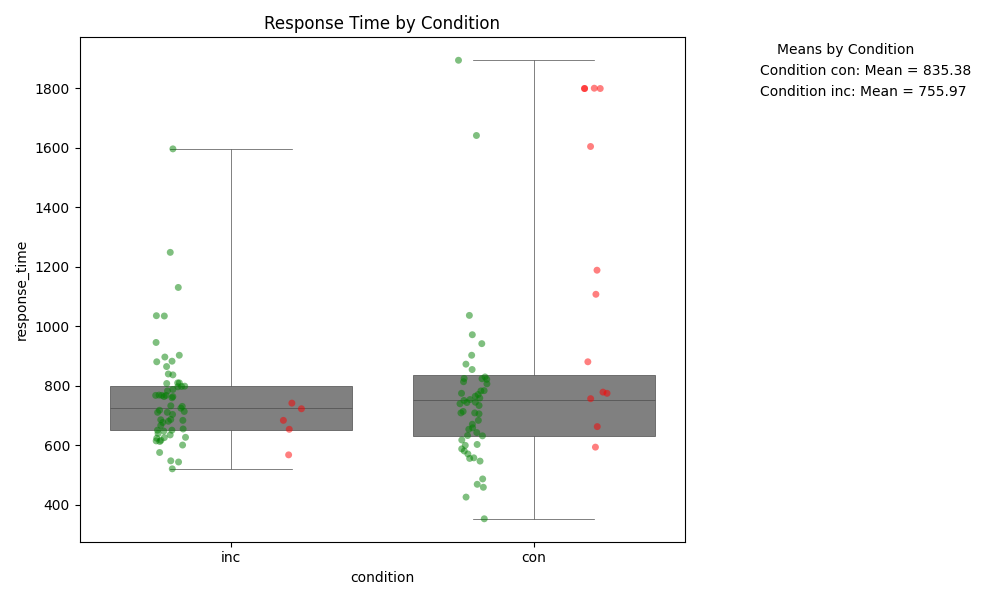 Response Time by Condition
Means by Condition
Condition con: Mean = 835.38
Condition inc: Mean = 755.97
response_time
1800
1600
1400
1200
1000
800
600
400
inc
con
condition